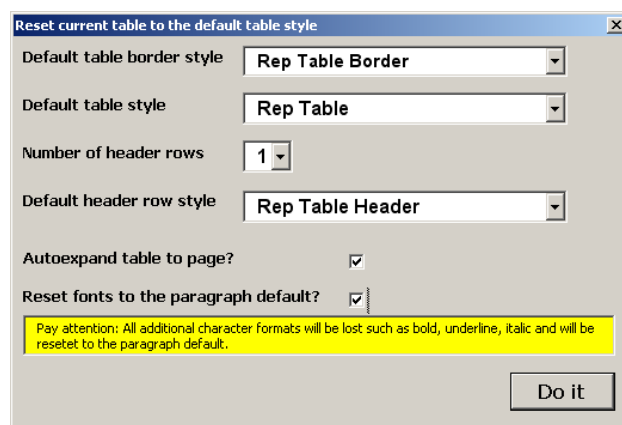 Reset current table to the default table style
Default table border style Rep Table Border
Default table style Rep Table
Number of header rows 1
Default header row style Rep Table Header
Autoexpand table to page?
Reset fonts to the paragraph default?
Pay attention: All additional character formats will be lost such as bold, underline, italic and will be
resetet to the paragraph default.
Do it